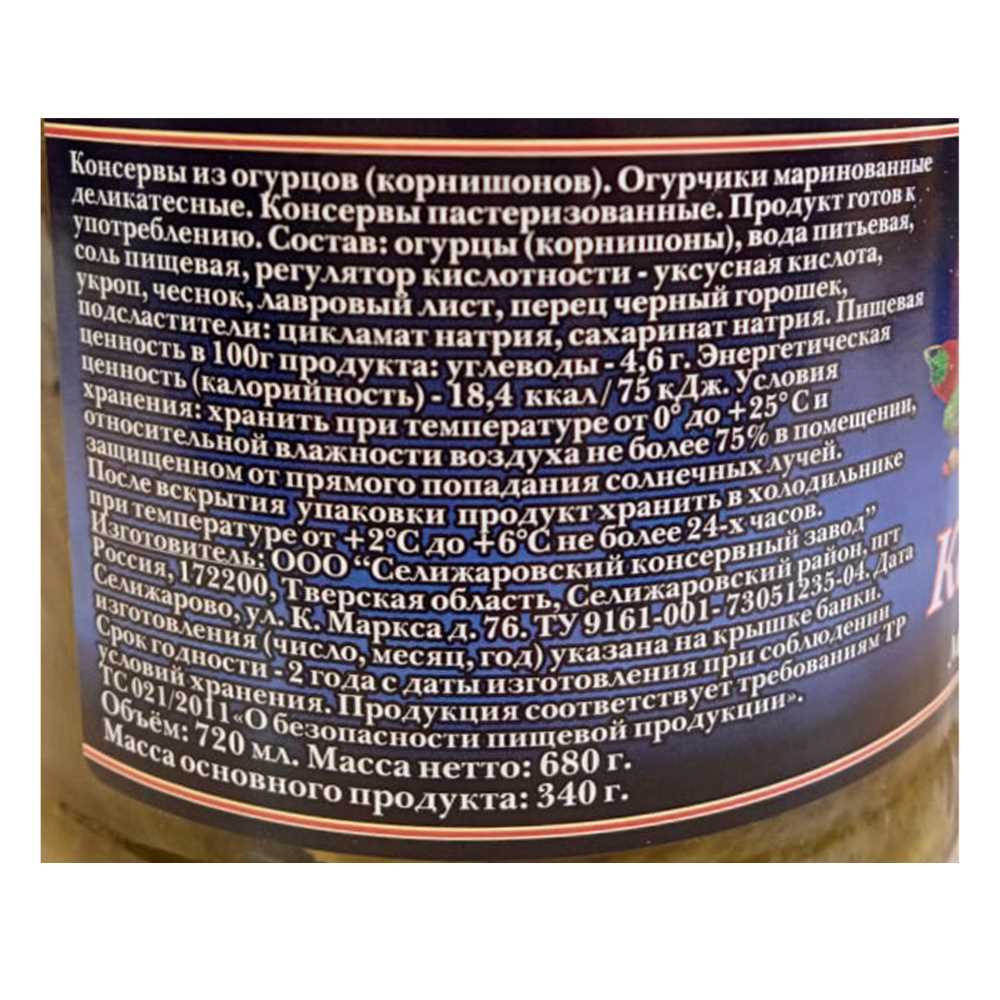 Консервы из огурцов (корнишонов). Огурчики маринованные
деликатесные. Консервы пастеризованные. Продукт готов к
употреблению. Состав: огурцы (корнишоны), вода питьевая,
соль пищевая, регулятор кислотности - уксусная кислота,
укроп, чеснок, лавровый лист, перец черный горошек,
подсластители: цикламат натрия, сахаринат натрия. Пищевая
ценность в 100г продукта: углеводы - 4,6 г. Энергетическая
ценность (калорийность) - 18,4 ккал/75 кДж. Условия
хранения: хранить при температуре от 0° до +25°С и
относительной влажности воздуха не более 75% в помещении,
защищенном от прямого попадания солнечных лучей.
После вскрытия упаковки продукт хранить в холодильнике
при температуре от +2°С до +6°С не более 24-х часов.
Изготовитель: ООО "Селижаровский консервный завод"
Россия, 172200, Тверская область, Селижаровский район, пгт
Селижарово, ул. К. Маркса д. 76. ТУ 9161-001-73051235-04. Дата
изготовления (число, месяц, год) указана на крышке банки.
Срок годности - 2 года с даты изготовления при соблюдении
условий хранения. Продукция соответствует требованиям ТР
ТС 021/2011 «О безопасности пищевой продукции».
Объём: 720 мл. Масса нетто: 680 г.
Масса основного продукта: 340 г.